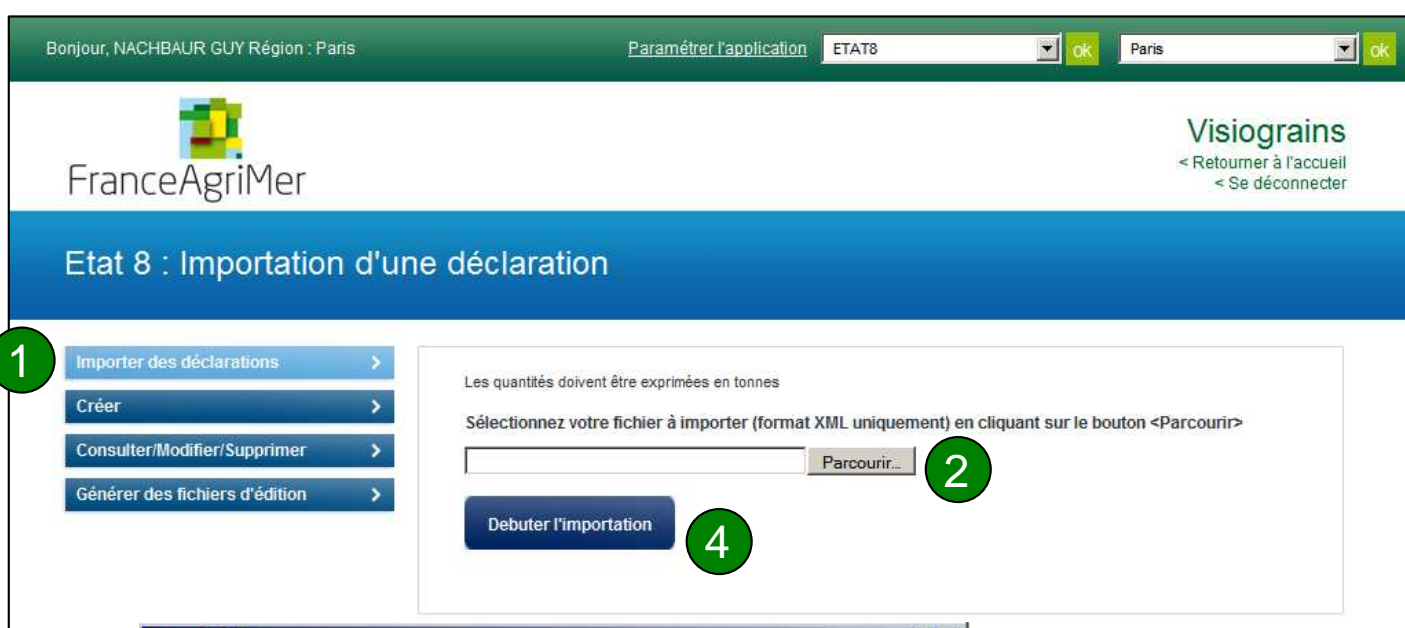 Bonjour, NACHBAUR GUY Région : Paris Paramétrer l'application ETAT8 ok Paris ok
FranceAgriMer
Visiograins
< Retourner à l'accueil
< Se déconnecter
Etat 8 : Importation d'une déclaration
1
Importer des déclarations >
Créer >
Consulter/Modifier/Supprimer >
Générer des fichiers d'édition >
Les quantités doivent être exprimées en tonnes
Sélectionnez votre fichier à importer (format XML uniquement) en cliquant sur le bouton <Parcourir>
Parcourir... 2
Debuter l'importation 4